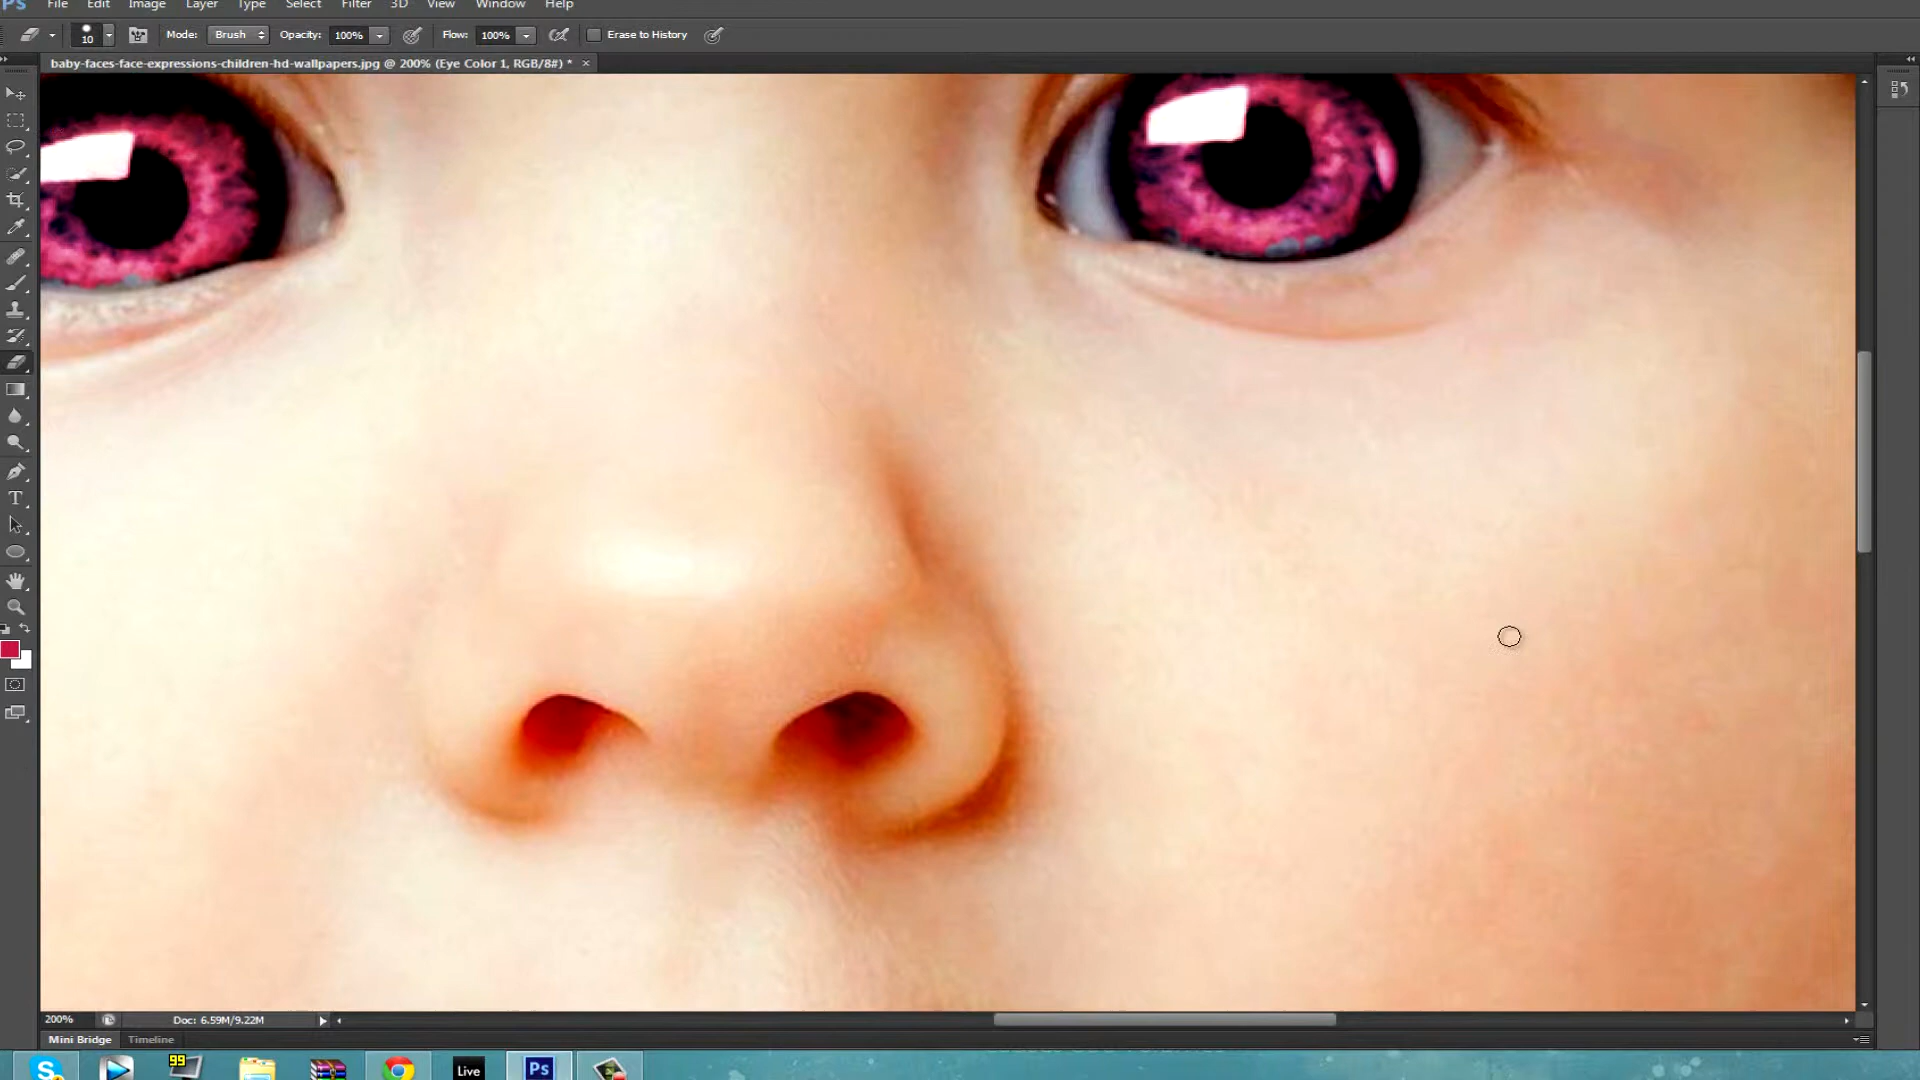 Ps File Edit Image Layer Type Select Filter 3D View Window Help
10 Mode: Brush Opacity: 100% Flow: 100% Erase to History
baby-faces-face-expressions-children-hd-wallpapers.jpg @ 200% (Eye Color 1, RGB/8#) * ×
T
200% Doc: 6.59M/9.22M
Mini Bridge Timeline
S 99 Live Ps